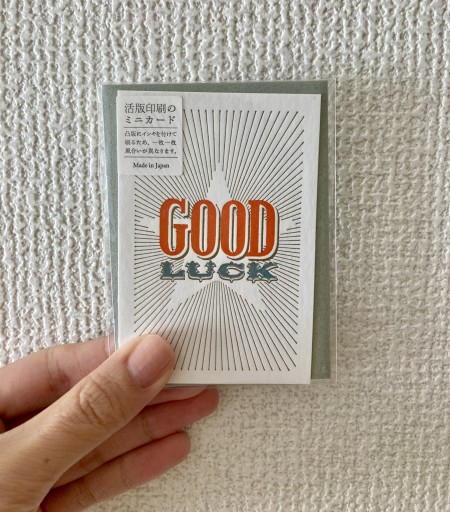 活版印刷の
ミニカード
凸版にインキを付けて
刷るため、一枚一枚
風合いが異なります。
Made in Japan
GOOD
LUCK